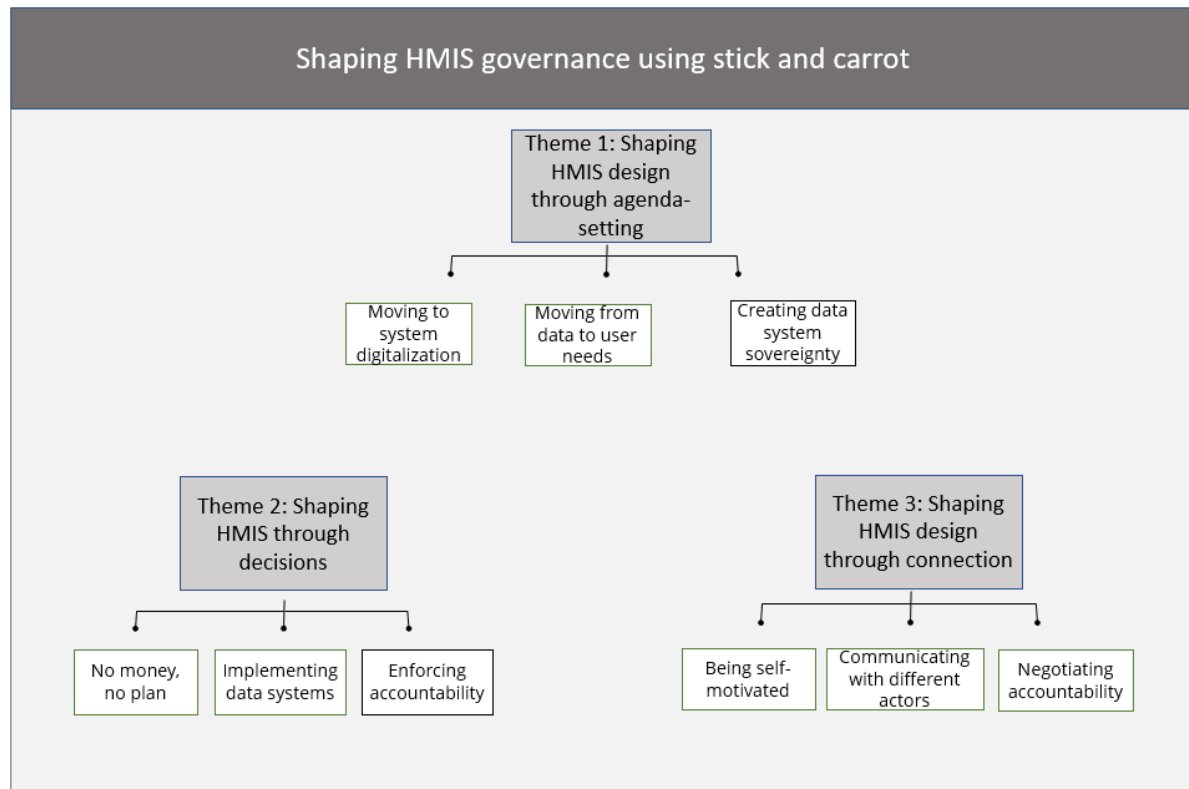 Shaping HMIS governance using stick and carrot
Theme 1: Shaping
HMIS design
through agenda-
setting
Moving to
system
digitalization
Moving from
data to user
needs
Creating data
system
sovereignty
Theme 2: Shaping
HMIS through
decisions
No money,
no plan
Implementing
data systems
Enforcing
accountability
Theme 3: Shaping
HMIS design
through connection
Being self-
motivated
Communicating
with different
actors
Negotiating
accountability